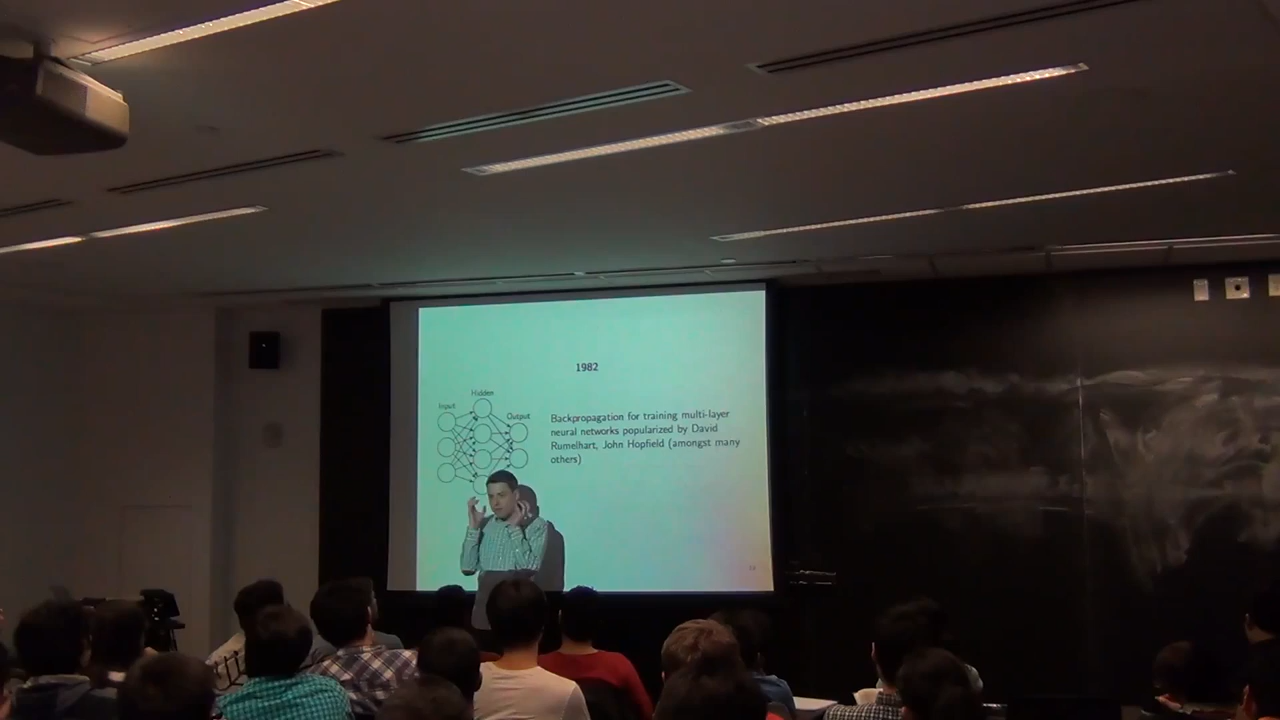 1982
Hidden
Input
Output
Backpropagation for training multi-layer
neural networks popularized by David
Rumelhart, John Hopfield (amongst many
others)